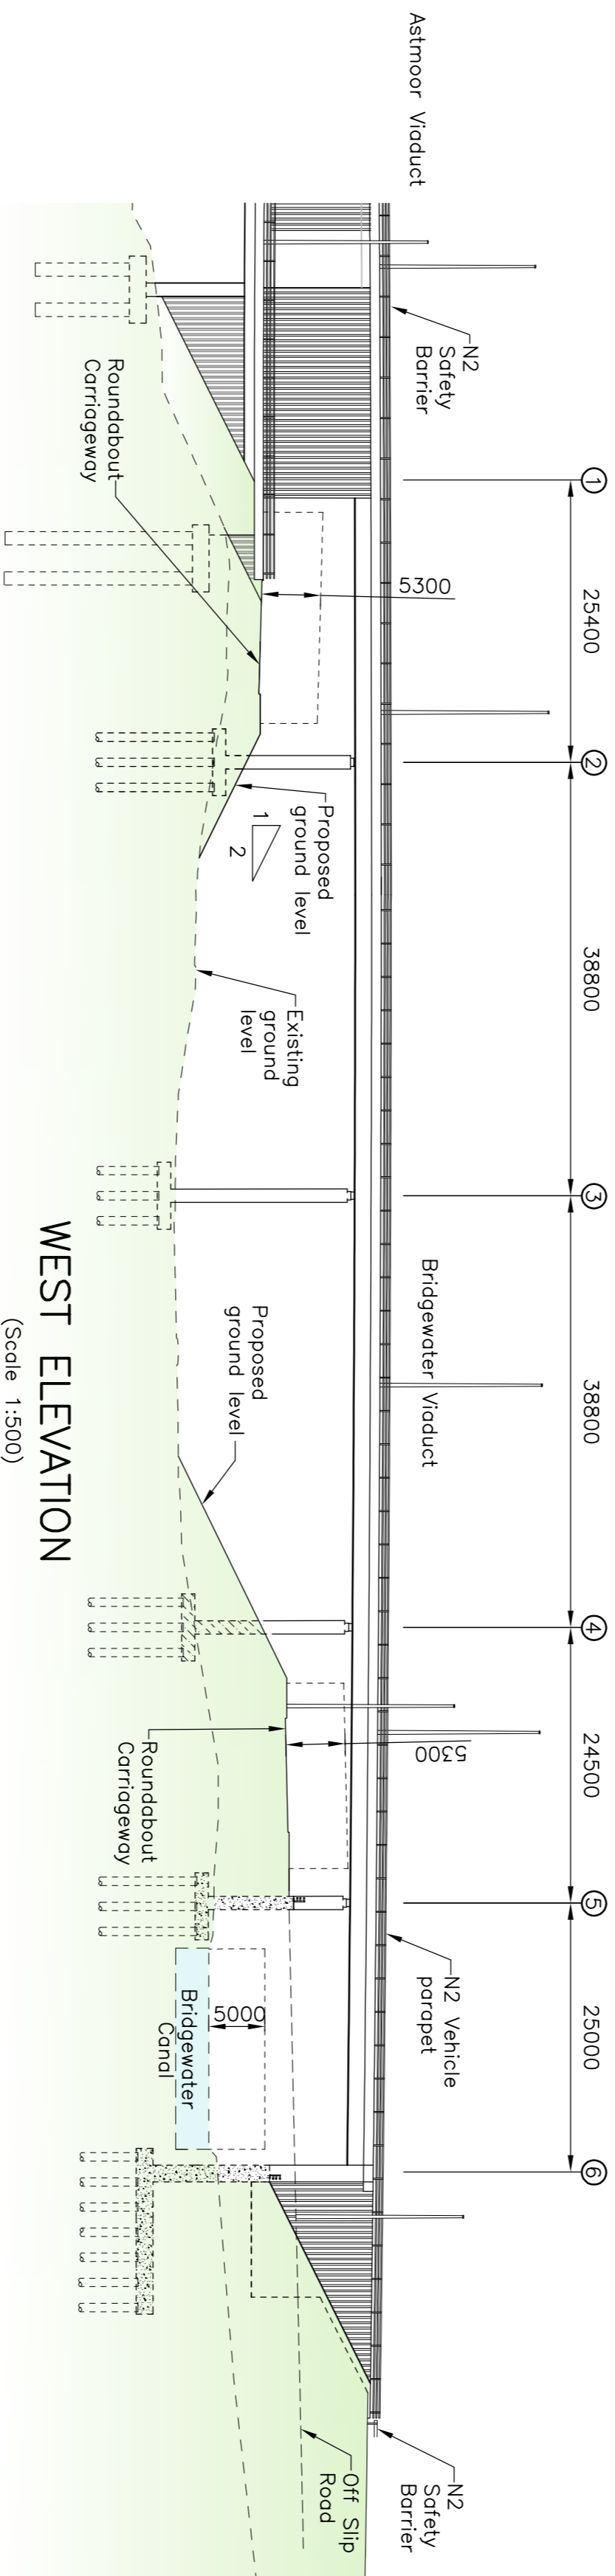 Astmoor Viaduct
N2
Safety
Barrier
1
25400
2
38800
3
38800
4
24500
5
25000
6
Roundabout
Carriageway
5300
Proposed
ground level
1
2
Existing
ground
level
Bridgewater Viaduct
Proposed
ground level
5300
Roundabout
Carriageway
N2 Vehicle
parapet
5000
Bridgewater
Canal
Off Slip
Road
N2
Safety
Barrier
WEST ELEVATION
(Scale 1:500)